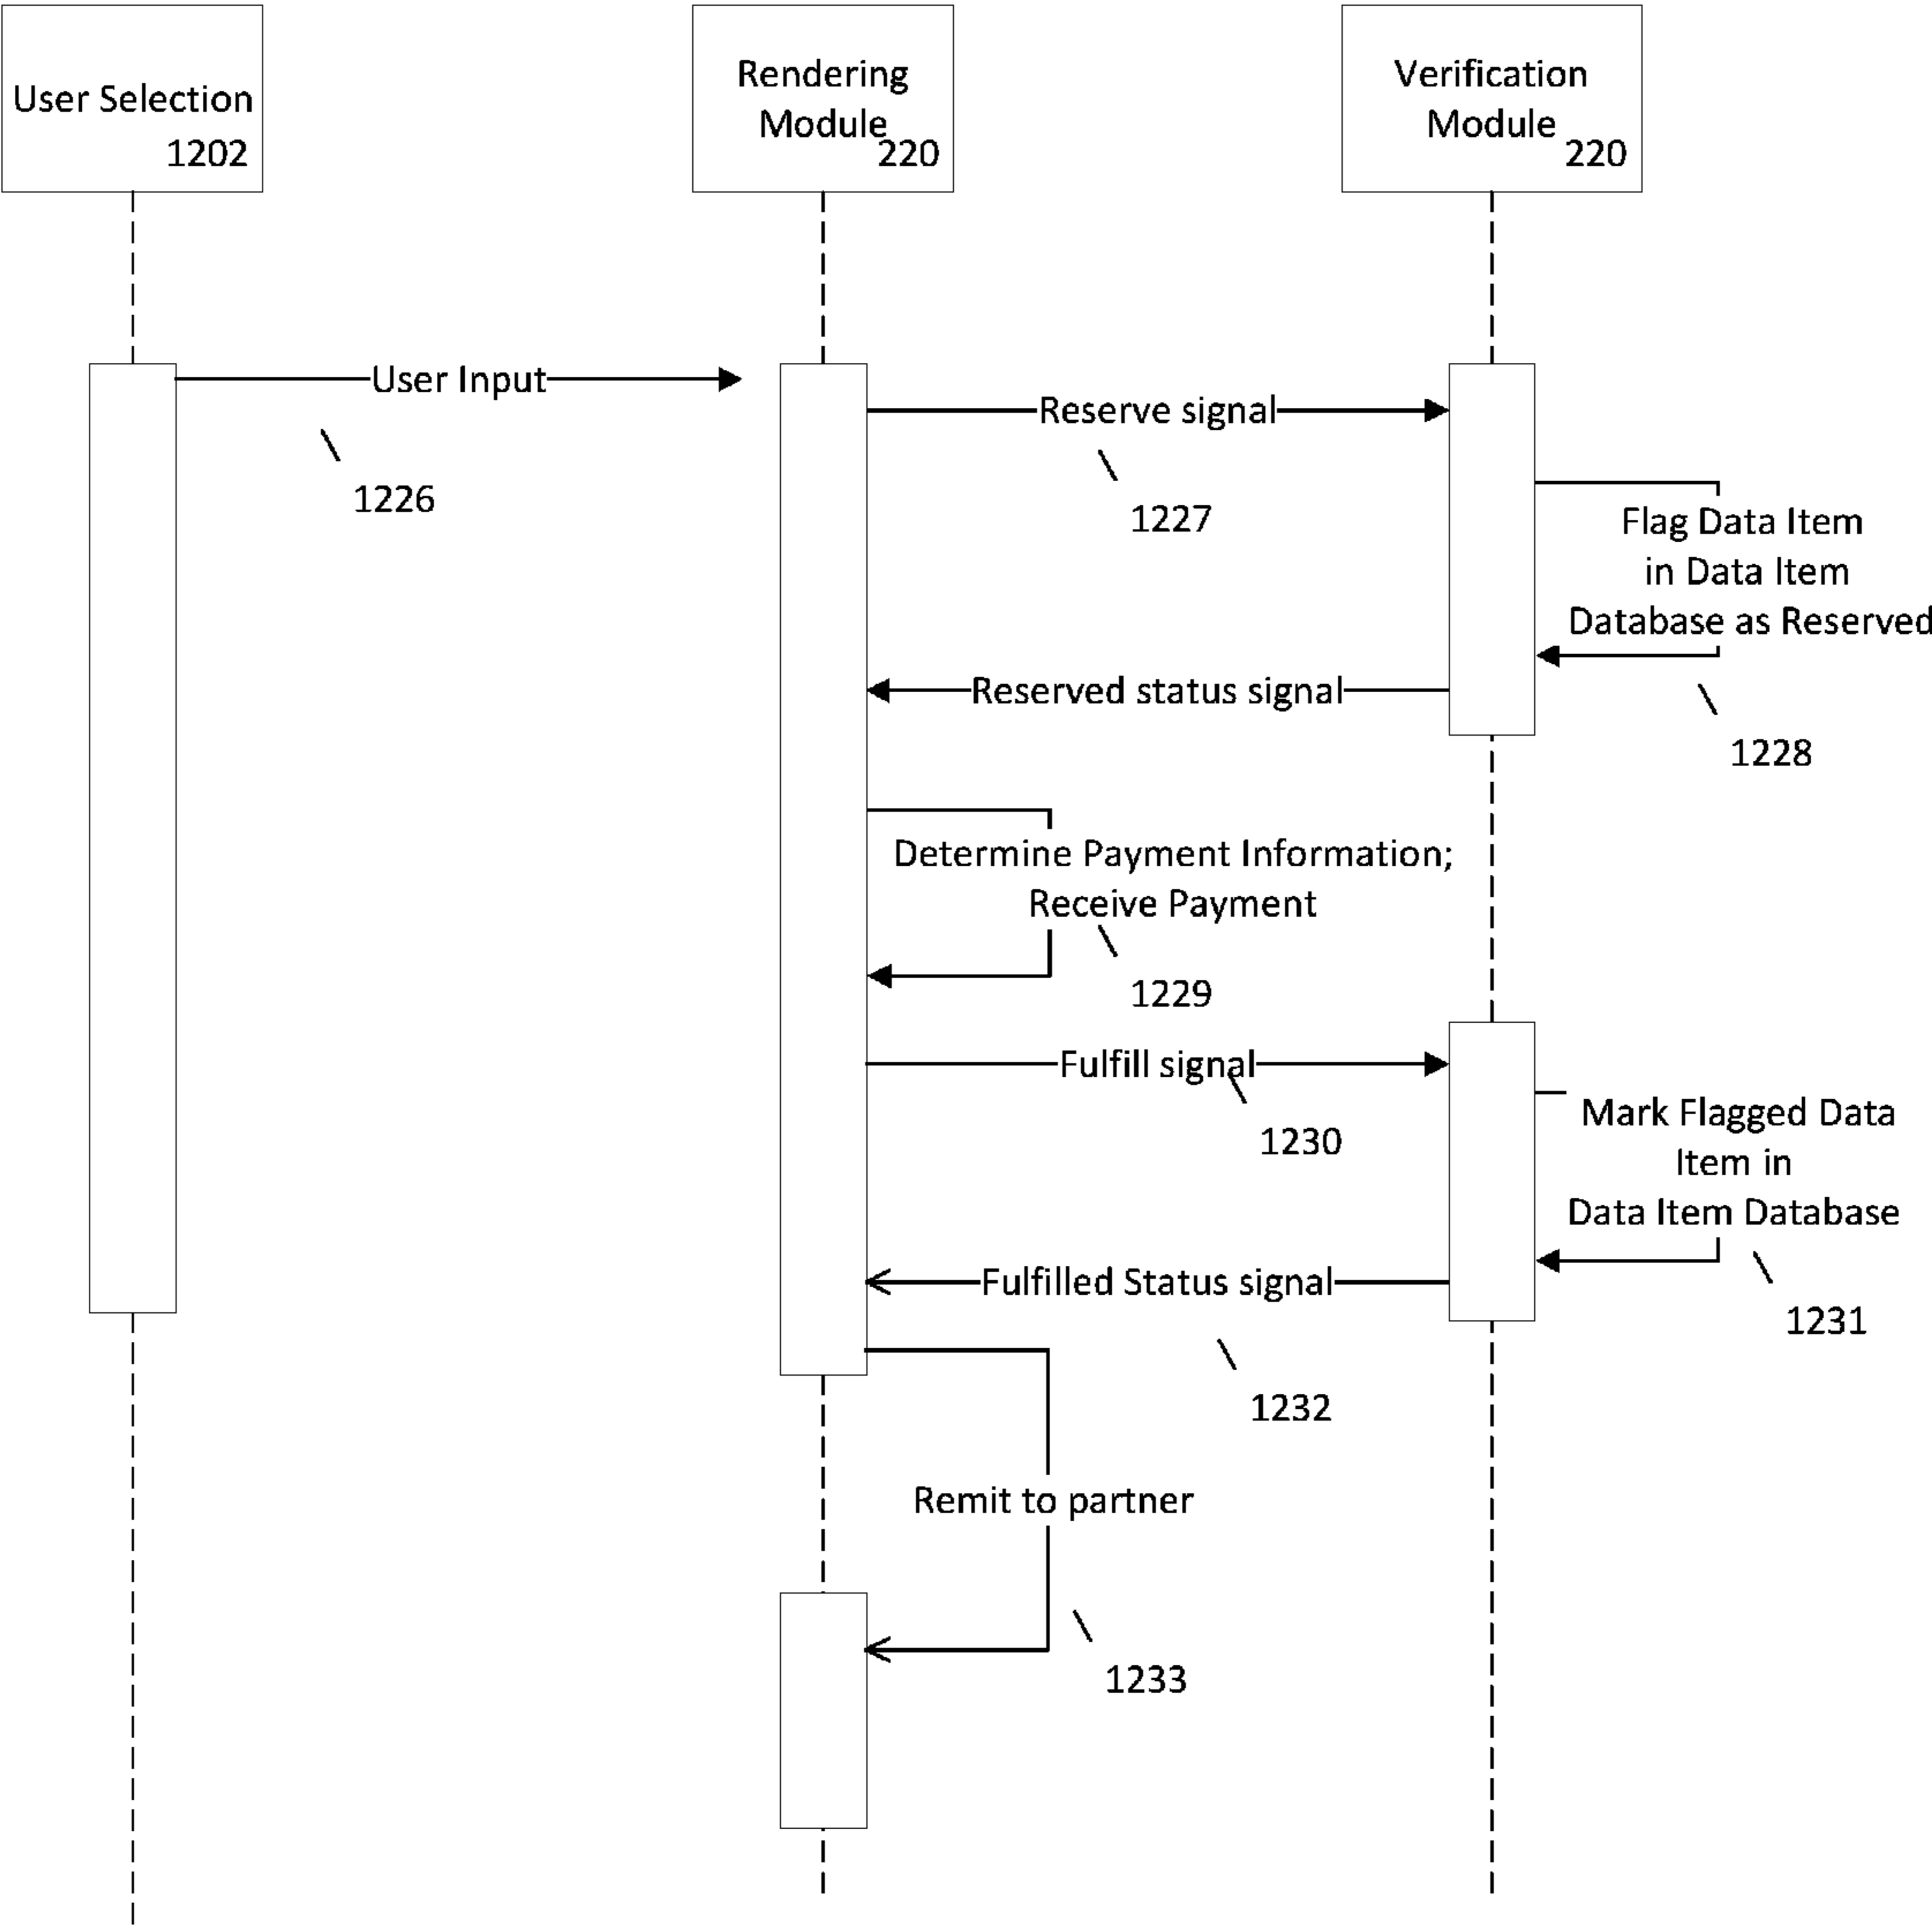 User Selection
1202
Rendering
Module
220
Verification
Module
220
User Input
1226
Reserve signal
1227
Flag Data Item
in Data Item
Database as Reserved
1228
Reserved status signal
Determine Payment Information;
Receive Payment
1229
Fulfill signal
1230
Mark Flagged Data
Item in
Data Item Database
1231
Fulfilled Status signal
1232
Remit to partner
1233